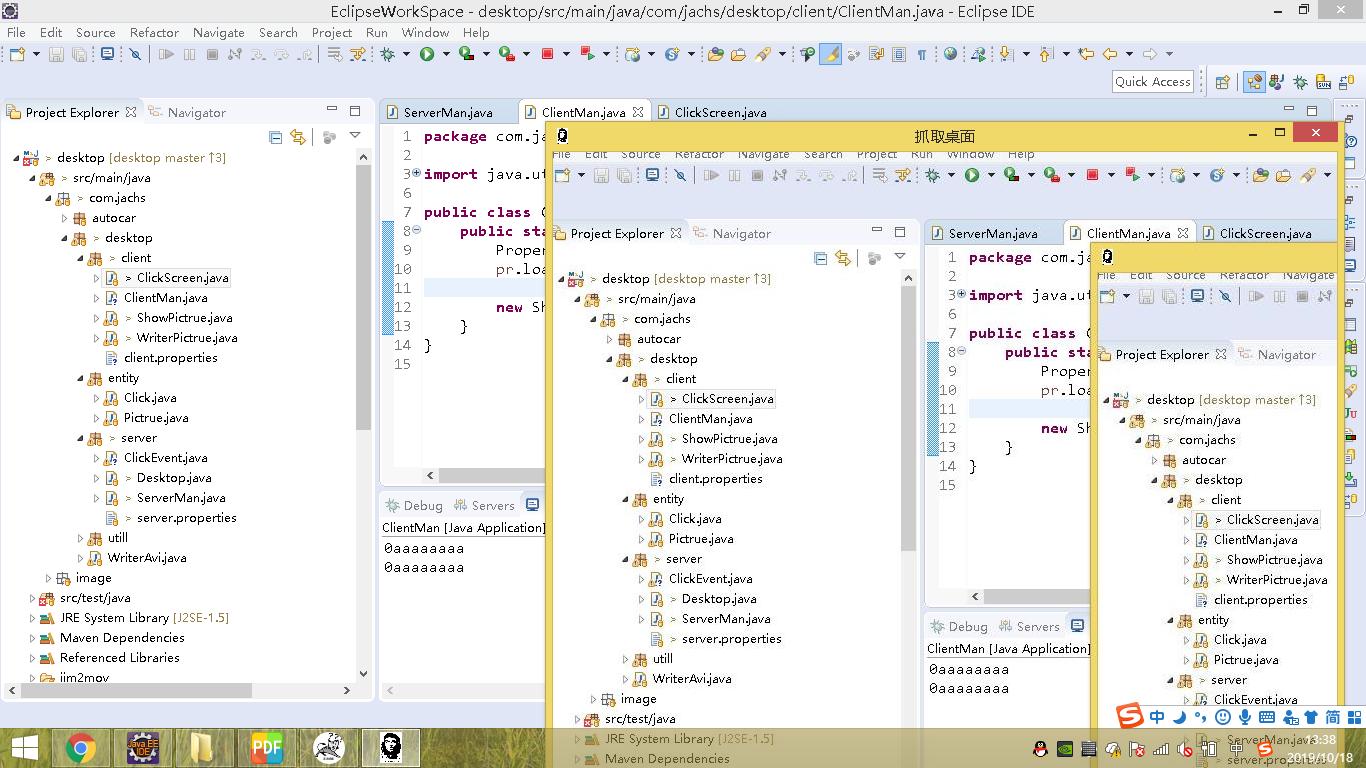 EclipseWorkSpace - desktop/src/main/java/com/jachs/desktop/client/ClientMan.java - Eclipse IDE
File Edit Source Refactor Navigate Search Project Run Window Help
Quick Access
Project Explorer Navigator
> desktop [desktop master ↑3]
> src/main/java
> com.jachs
autocar
> desktop
> client
> ClickScreen.java
ClientMan.java
> ShowPictrue.java
> WriterPictrue.java
client.properties
entity
Click.java
Pictrue.java
> server
ClickEvent.java
> Desktop.java
> ServerMan.java
> server.properties
utill
WriterAvi.java
image
src/test/java
JRE System Library [J2SE-1.5]
Maven Dependencies
Referenced Libraries
jim2mov
ServerMan.java ClientMan.java ClickScreen.java
1 package com.ja
2
3 import java.ut
6
7 public class C
8 public sta
9 Proper
10 pr.loa
11
12 new Sh
13 }
14 }
15
Debug Servers
ClientMan [Java Application]
0aaaaaaaa
0aaaaaaaa
抓取桌面
File Edit Source Refactor Navigate Search Project Run Window Help
Project Explorer Navigator
> desktop [desktop master ↑3]
> src/main/java
> com.jachs
autocar
> desktop
> client
> ClickScreen.java
ClientMan.java
> ShowPictrue.java
> WriterPictrue.java
client.properties
entity
Click.java
Pictrue.java
> server
ClickEvent.java
> Desktop.java
> ServerMan.java
> server.properties
utill
WriterAvi.java
image
src/test/java
JRE System Library [J2SE-1.5]
Maven Dependencies
ServerMan.java ClientMan.java ClickScreen.java
1 package com.ja
2
3 import java.ut
6
7 public class C
8 public sta
9 Proper
10 pr.loa
11
12 new Sh
13 }
14 }
15
Debug Servers
ClientMan [Java Application]
0aaaaaaaa
0aaaaaaaa
File Edit Source Refactor Navigate
Project Explorer Navigator
> desktop [desktop master ↑3]
> src/main/java
> com.jachs
autocar
> desktop
> client
> ClickScreen.java
ClientMan.java
> ShowPictrue.java
> WriterPictrue.java
client.properties
entity
Click.java
Pictrue.java
> server
ClickEvent.java
> ServerMan.java
> server.properties
中 简
Java EE IDE
PDF
中
13:38
2019/10/18